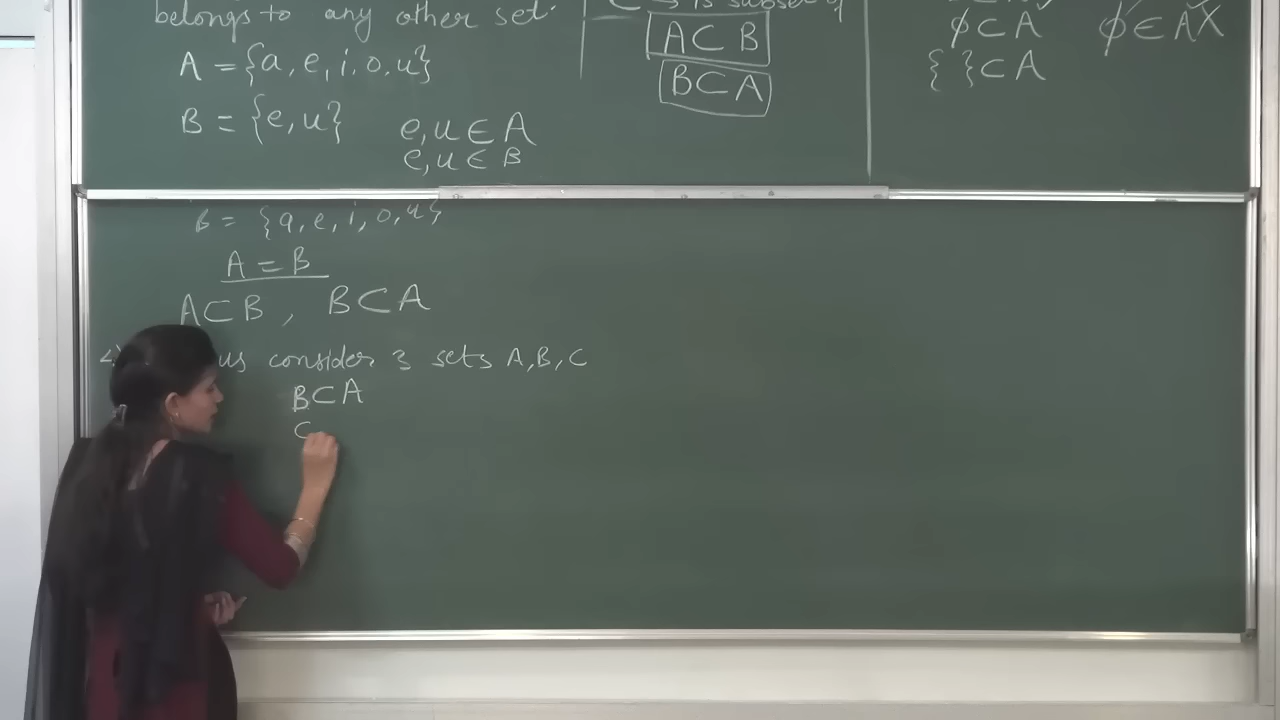 belongs to any other set.
A = {a, e, i, o, u}
B = {e, u}
e, u ∈ A
e, u ∈ B
is subset of
A ⊂ B
B ⊂ A
ϕ ⊂ A
{ } ⊂ A
ϕ ∈ A X
B = {a, e, i, o, u}
A = B
A ⊂ B , B ⊂ A
us consider 3 sets A, B, C
B ⊂ A
C